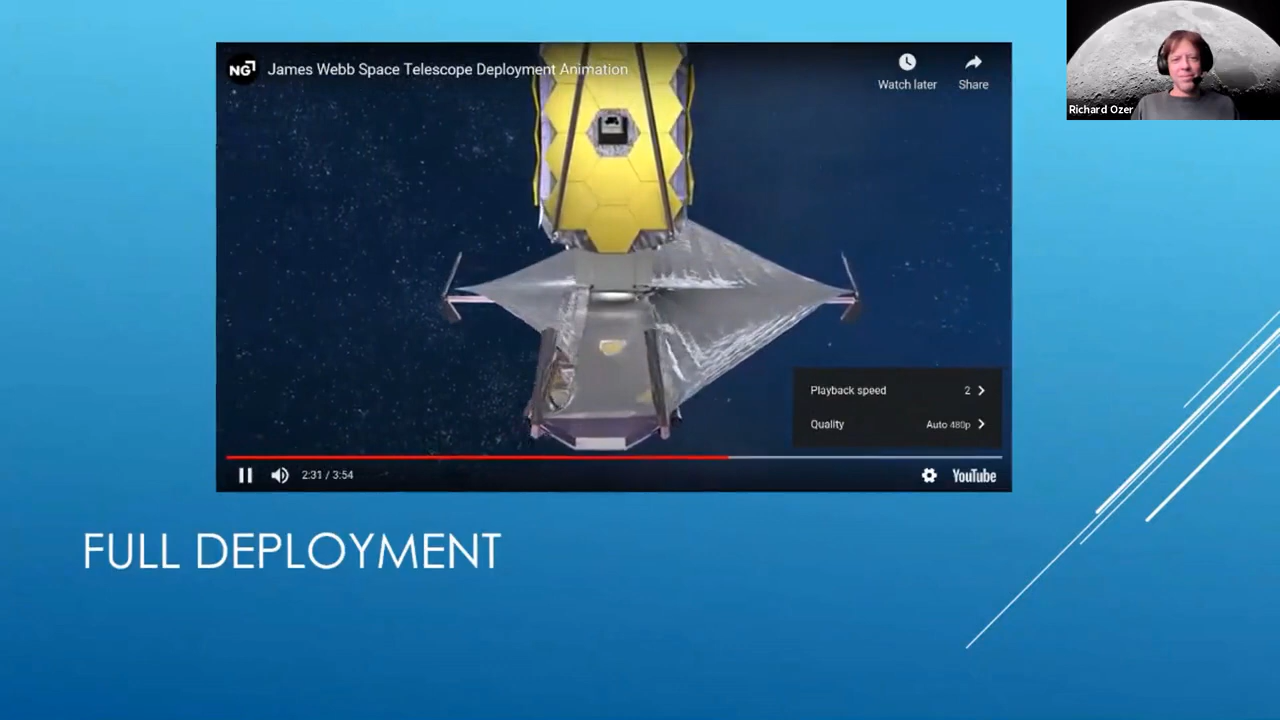 NG
James Webb Space Telescope Deployment Animation
Watch later
Share
Richard Ozer
Playback speed 2
Quality Auto 480p
2:31 / 3:54
YouTube
FULL DEPLOYMENT